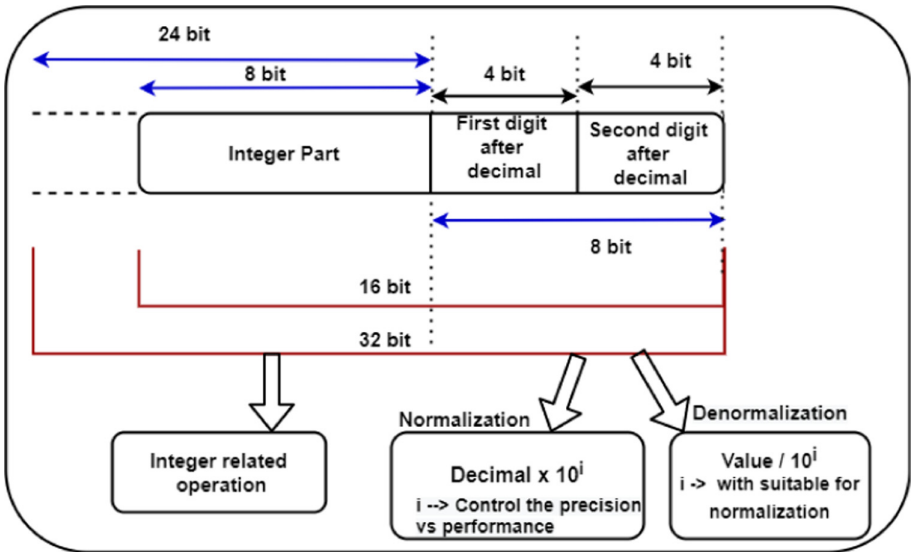 24 bit
8 bit
4 bit
4 bit
Integer Part
First digit
after
decimal
Second digit
after
decimal
8 bit
16 bit
32 bit
Normalization
Denormalization
Integer related
operation
Decimal x 10^i
i --> Control the precision
vs performance
Value / 10^i
i -> with suitable for
normalization